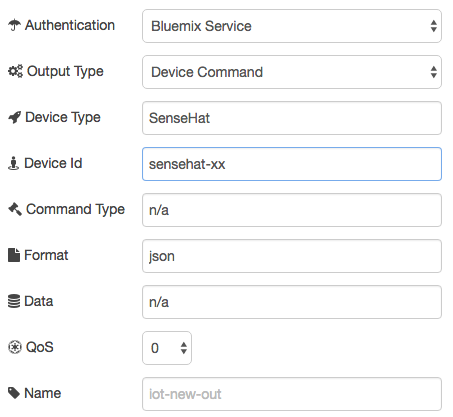 Authentication Bluemix Service
Output Type Device Command
Device Type SenseHat
Device Id sensehat-xx
Command Type n/a
Format json
Data n/a
QoS 0
Name iot-new-out